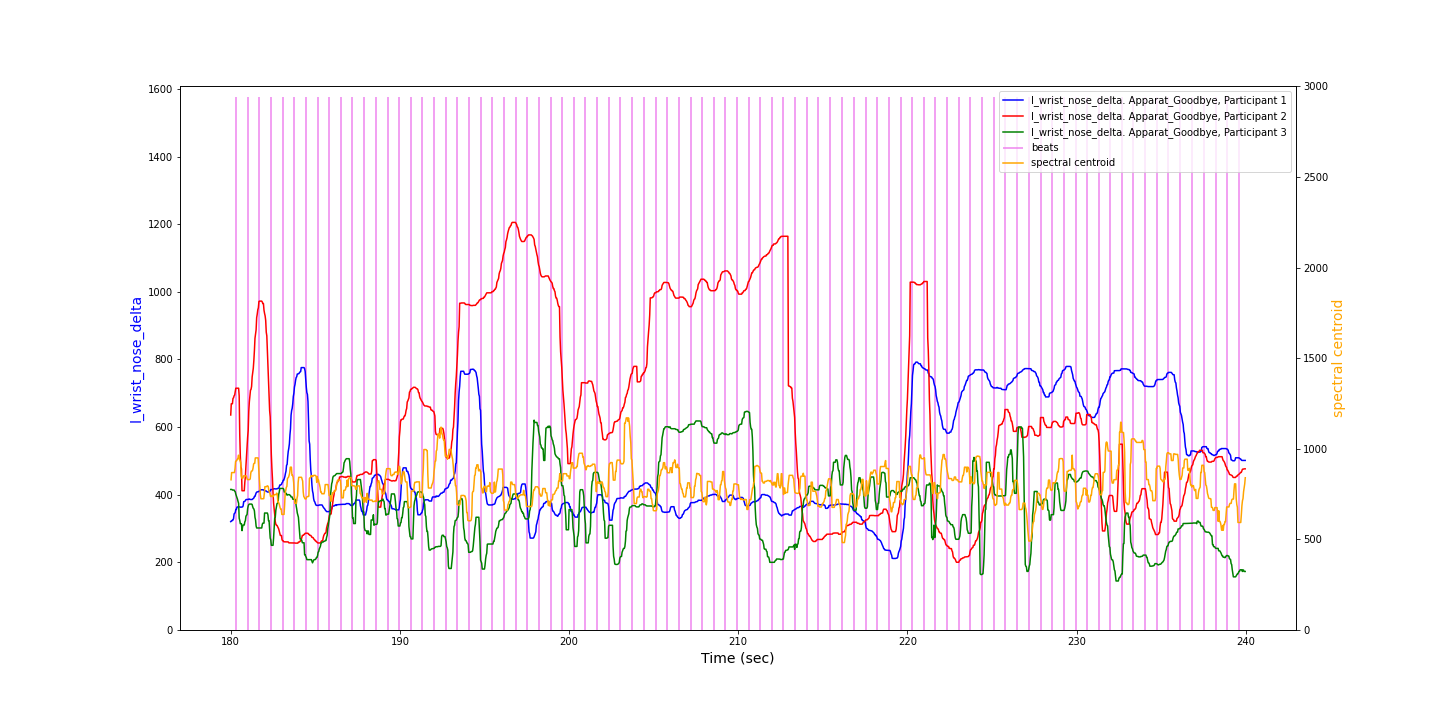 1600
1400
1200
1000
800
600
400
200
0
l_wrist_nose_delta
3000
2500
2000
1500
1000
500
0
spectral centroid
l_wrist_nose_delta. Apparat_Goodbye, Participant 1
l_wrist_nose_delta. Apparat_Goodbye, Participant 2
l_wrist_nose_delta. Apparat_Goodbye, Participant 3
beats
spectral centroid
180 190 200 210 220 230 240
Time (sec)